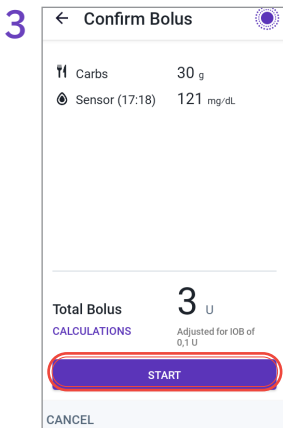 3
Confirm Bolus
Carbs 30 g
Sensor (17:18) 121 mg/dL
Total Bolus 3 U
CALCULATIONS Adjusted for IOB of
0,1 U
START
CANCEL